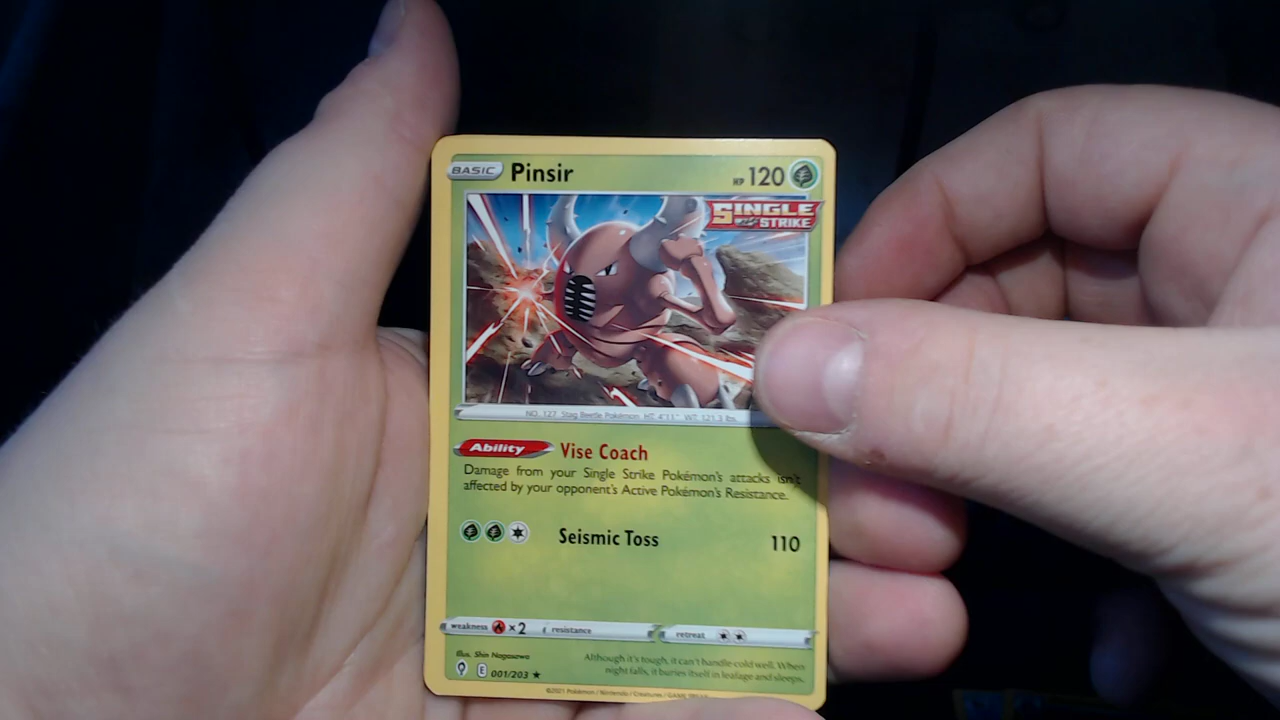 BASIC Pinsir HP 120
SINGLE
STRIKE
NO. 127 Stag Beetle Pokémon HT: 4'11" WT: 121.3 lbs.
Ability Vise Coach
Damage from your Single Strike Pokémon's attacks isn't
affected by your opponent's Active Pokémon's Resistance.
Seismic Toss 110
weakness ×2 resistance retreat
Illus. Shin Nagasawa
Although it's tough, it can't handle cold well. When
night falls, it buries itself in leafage and sleeps.
E 001/203 ★
©2021 Pokémon / Nintendo / Creatures / GAME FREAK